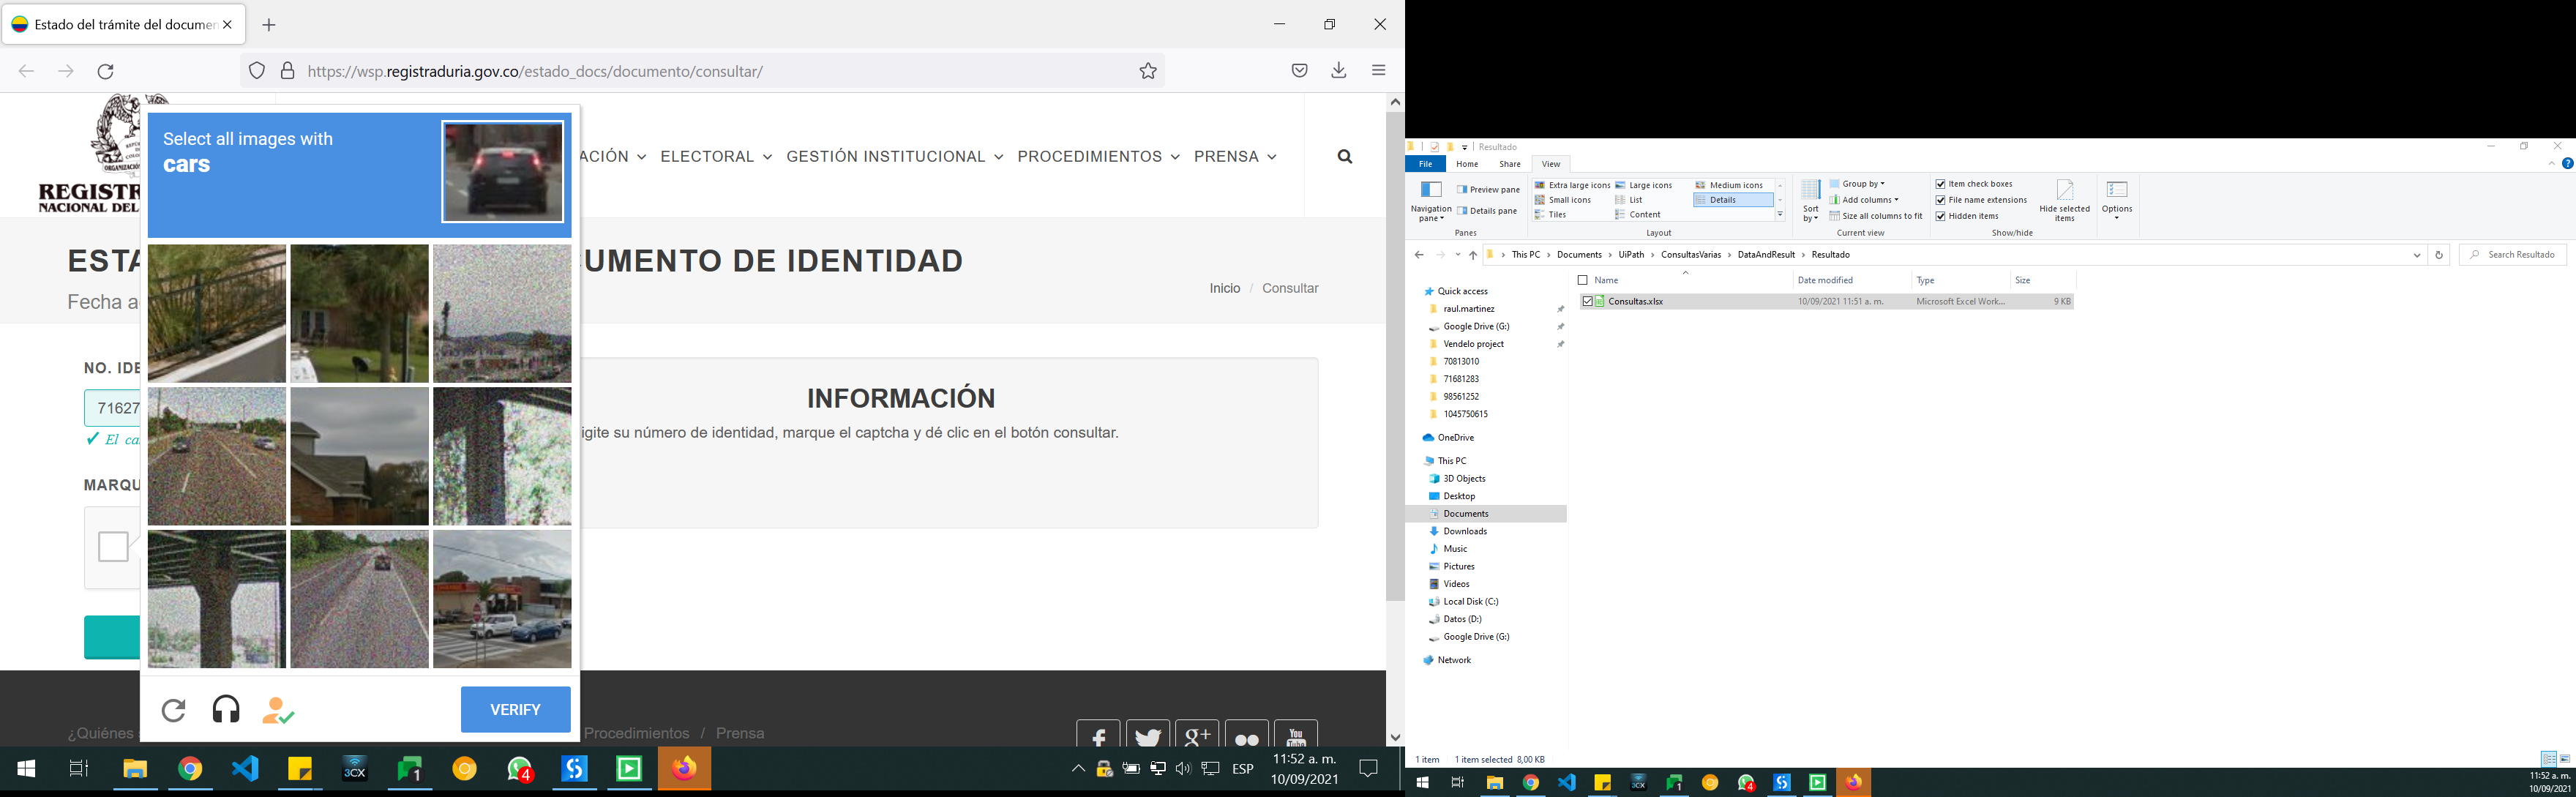 Estado del trámite del documen
https://wsp.registraduria.gov.co/estado_docs/documento/consultar/
REGISTR
NACIONAL DEL
Select all images with
cars
ACIÓN
ELECTORAL
GESTIÓN INSTITUCIONAL
PROCEDIMIENTOS
PRENSA
ESTA
CUMENTO DE IDENTIDAD
Fecha a
Inicio / Consultar
NO. IDE
71627
El ca
MARQU
INFORMACIÓN
igite su número de identidad, marque el captcha y dé clic en el botón consultar.
VERIFY
¿Quiénes s
Procedimientos / Prensa
f
g+
You
Tube
3CX
1
4
ESP
11:52 a. m.
10/09/2021
Resultado
File
Home
Share
View
Navigation
pane
Preview pane
Details pane
Panes
Extra large icons
Large icons
Medium icons
Small icons
List
Details
Tiles
Content
Layout
Sort
by
Group by
Add columns
Size all columns to fit
Current view
Item check boxes
File name extensions
Hidden items
Hide selected
items
Show/hide
Options
This PC
Documents
UiPath
ConsultasVarias
DataAndResult
Resultado
Search Resultado
Name
Date modified
Type
Size
Consultas.xlsx
10/09/2021 11:51 a. m.
Microsoft Excel Work...
9 KB
Quick access
raul.martinez
Google Drive (G:)
Vendelo project
70813010
71681283
98561252
1045750615
OneDrive
This PC
3D Objects
Desktop
Documents
Downloads
Music
Pictures
Videos
Local Disk (C:)
Datos (D:)
Google Drive (G:)
Network
1 item
1 item selected 8,00 KB
3CX
1
4
11:52 a. m.
10/09/2021